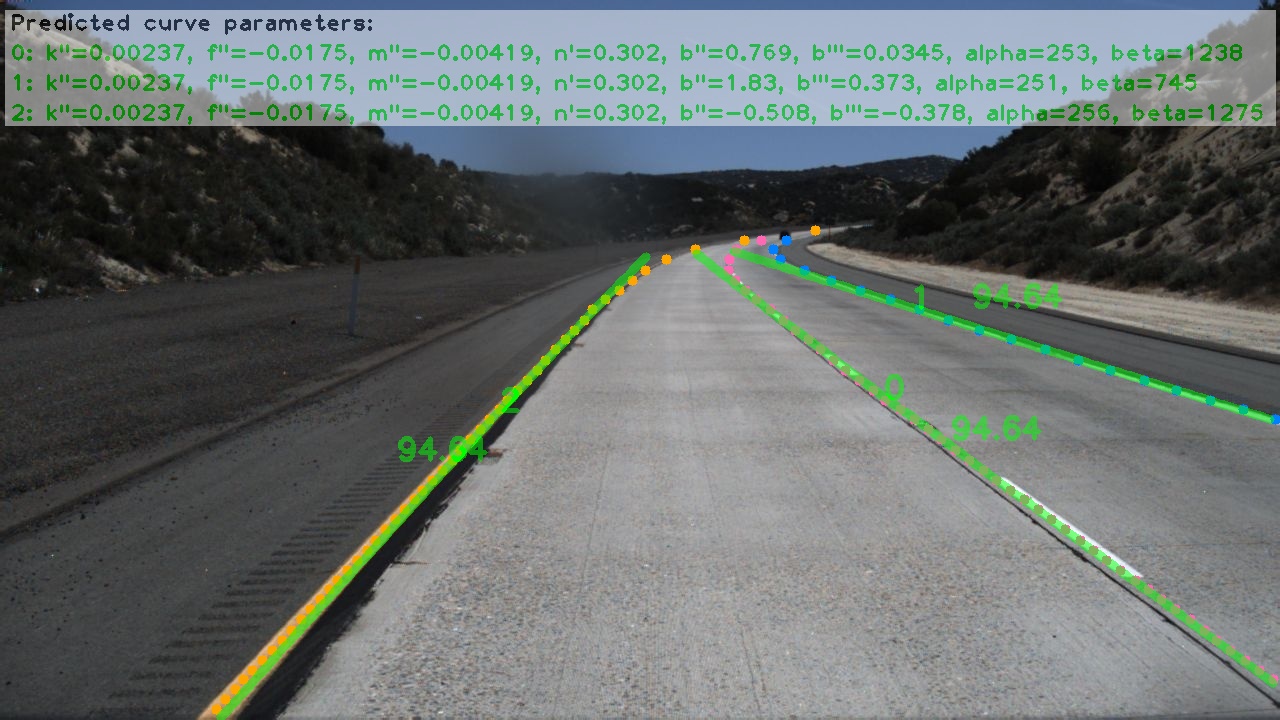 Predicted curve parameters:
0: k''=0.00237, f''=-0.0175, m''=-0.00419, n'=0.302, b''=0.769, b'''=0.0345, alpha=253, beta=1238
1: k''=0.00237, f''=-0.0175, m''=-0.00419, n'=0.302, b''=1.83, b'''=0.373, alpha=251, beta=745
2: k''=0.00237, f''=-0.0175, m''=-0.00419, n'=0.302, b''=-0.508, b'''=-0.378, alpha=256, beta=1275
1 94.64
0
2
94.64
94.64